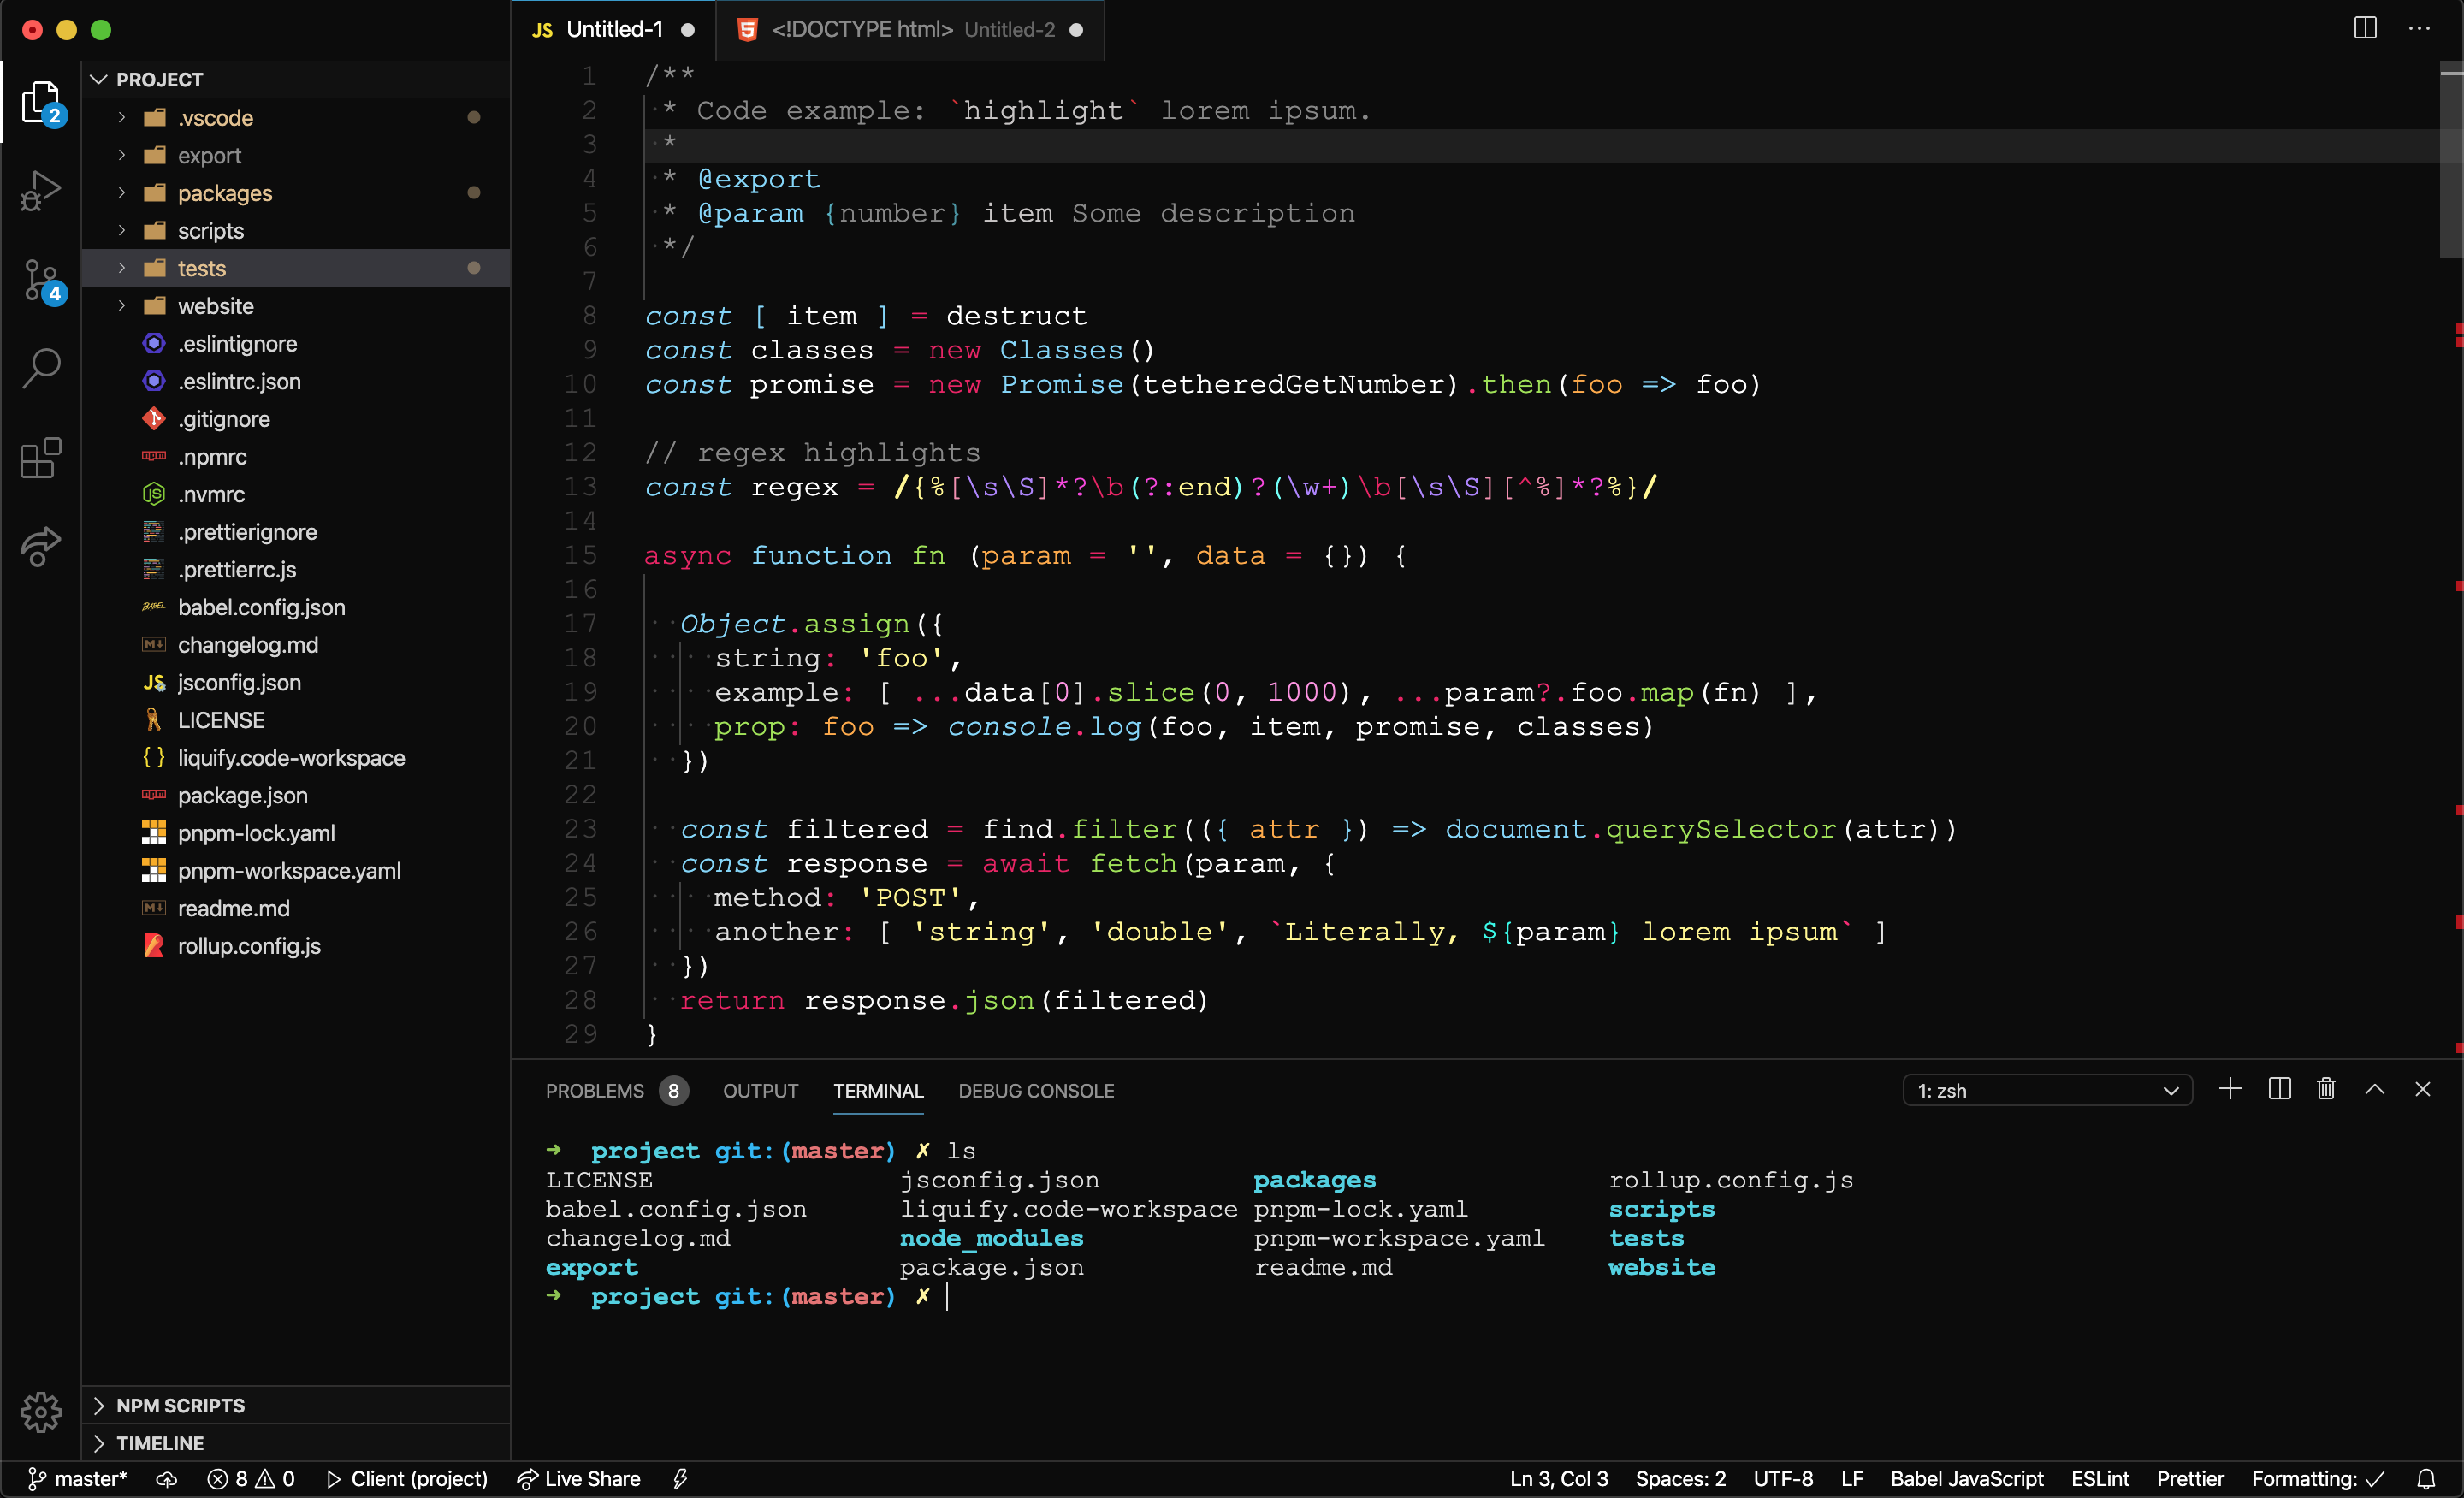 JS Untitled-1
<!DOCTYPE html> Untitled-2
PROJECT
2
.vscode
export
packages
scripts
4
tests
website
.eslintignore
.eslintrc.json
.gitignore
.npmrc
.nvmrc
.prettierignore
.prettierrc.js
babel.config.json
changelog.md
jsconfig.json
LICENSE
liquify.code-workspace
package.json
pnpm-lock.yaml
pnpm-workspace.yaml
readme.md
rollup.config.js
NPM SCRIPTS
TIMELINE
1 /**
2 * Code example: `highlight` lorem ipsum.
3 *
4 * @export
5 * @param {number} item Some description
6 */
7
8 const [ item ] = destruct
9 const classes = new Classes()
10 const promise = new Promise(tetheredGetNumber).then(foo => foo)
11
12 // regex highlights
13 const regex = /{%[\s\S]*?\b(?:end)?(\w+)\b[\s\S][^%]*?%}/
14
15 async function fn (param = '', data = {}) {
16
17 Object.assign({
18 string: 'foo',
19 example: [ ...data[0].slice(0, 1000), ...param?.foo.map(fn) ],
20 prop: foo => console.log(foo, item, promise, classes)
21 })
22
23 const filtered = find.filter(({ attr }) => document.querySelector(attr))
24 const response = await fetch(param, {
25 method: 'POST',
26 another: [ 'string', 'double', `Literally, ${param} lorem ipsum` ]
27 })
28 return response.json(filtered)
29 }
PROBLEMS 8 OUTPUT TERMINAL DEBUG CONSOLE 1: zsh
➜ project git:(master) ✗ ls
LICENSE jsconfig.json packages rollup.config.js
babel.config.json liquify.code-workspace pnpm-lock.yaml scripts
changelog.md node_modules pnpm-workspace.yaml tests
export package.json readme.md website
➜ project git:(master) ✗
master* 8 0 Client (project) Live Share Ln 3, Col 3 Spaces: 2 UTF-8 LF Babel JavaScript ESLint Prettier Formatting: ✓